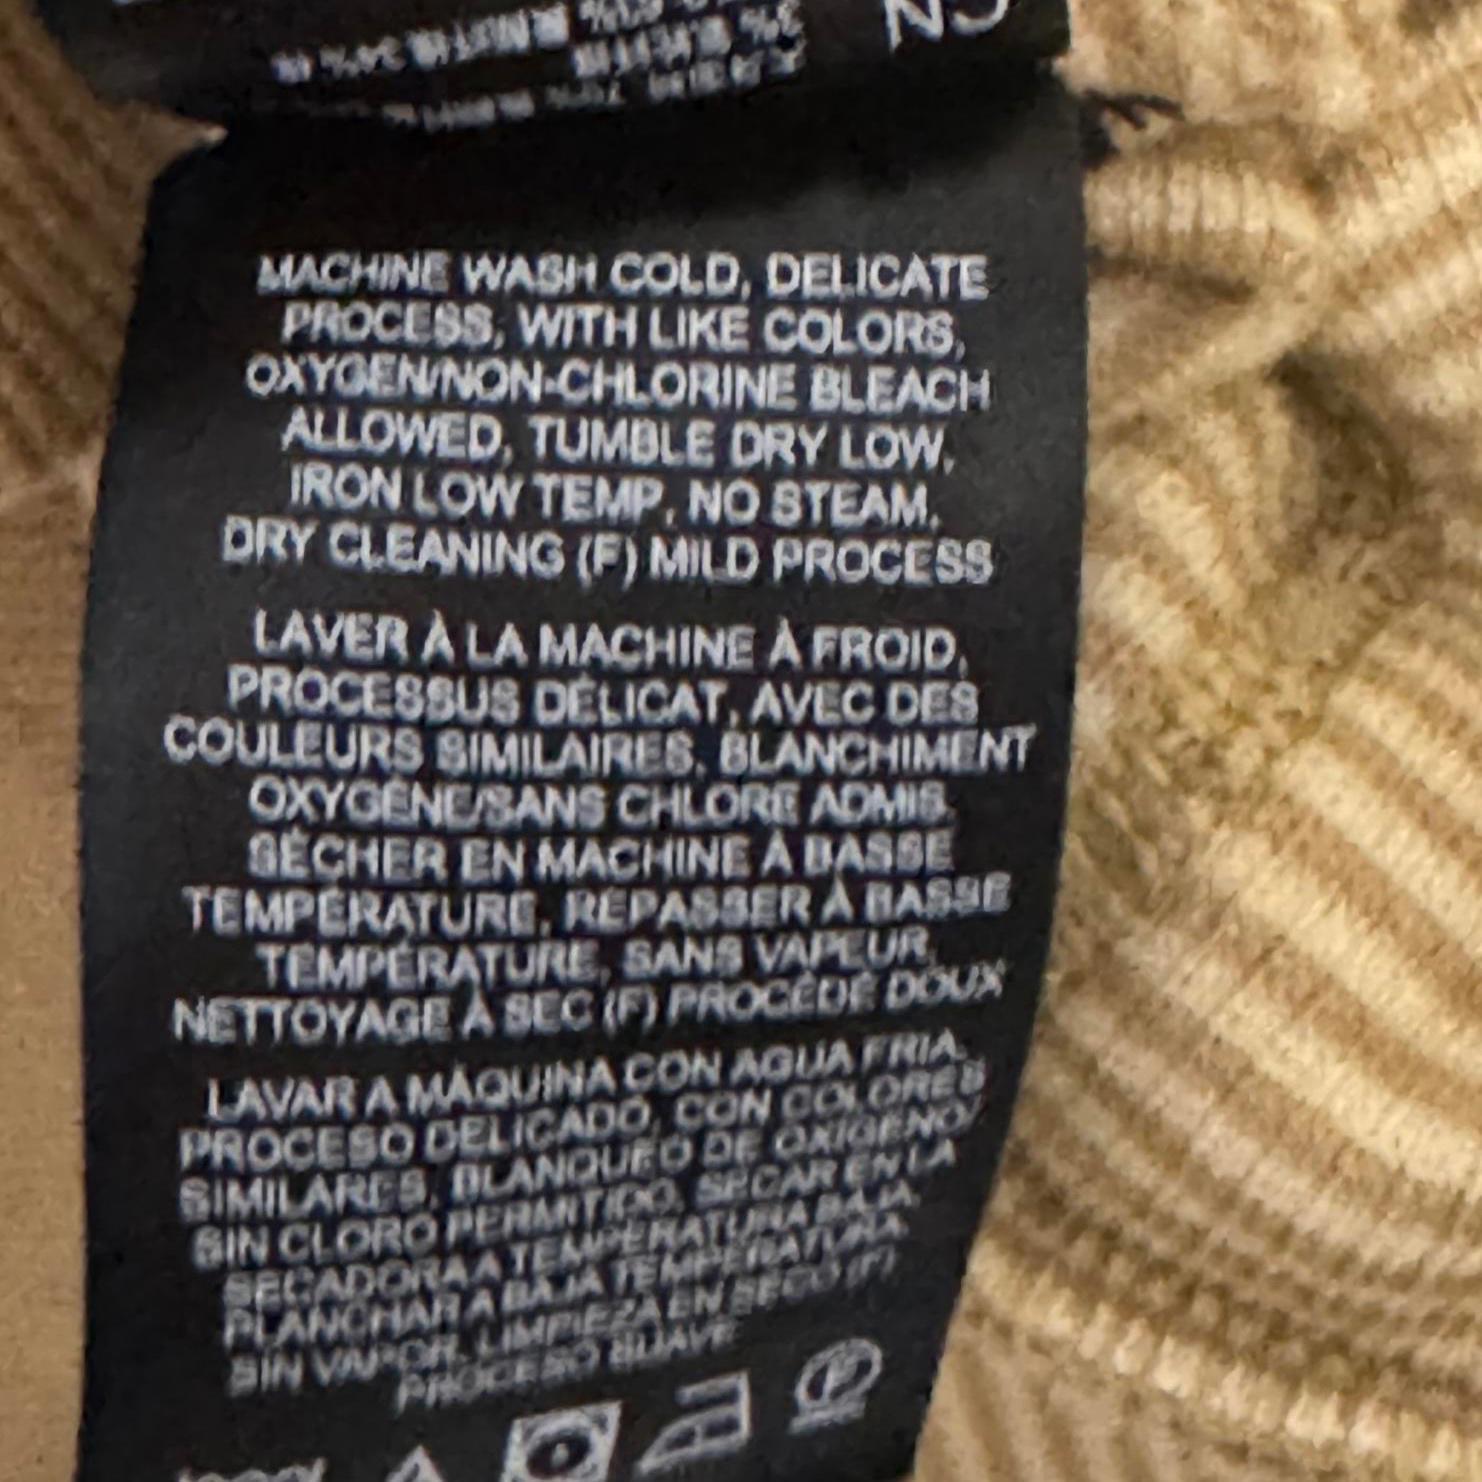 CN
MACHINE WASH COLD, DELICATE
PROCESS, WITH LIKE COLORS,
OXYGEN/NON-CHLORINE BLEACH
ALLOWED, TUMBLE DRY LOW,
IRON LOW TEMP, NO STEAM,
DRY CLEANING (F) MILD PROCESS
LAVER À LA MACHINE À FROID,
PROCESSUS DÉLICAT, AVEC DES
COULEURS SIMILAIRES, BLANCHIMENT
OXYGÈNE/SANS CHLORE ADMIS,
SÉCHER EN MACHINE À BASSE
TEMPÉRATURE, REPASSER À BASSE
TEMPÉRATURE, SANS VAPEUR,
NETTOYAGE À SEC (F) PROCÉDÉ DOUX
LAVAR A MÁQUINA CON AGUA FRÍA,
PROCESO DELICADO, CON COLORES
SIMILARES, BLANQUEO DE OXÍGENO/
SIN CLORO PERMITIDO, SECAR EN LA
SECADORA A TEMPERATURA BAJA,
PLANCHAR A BAJA TEMPERATURA,
SIN VAPOR, LIMPIEZA EN SECO (F)
PROCESO SUAVE
F